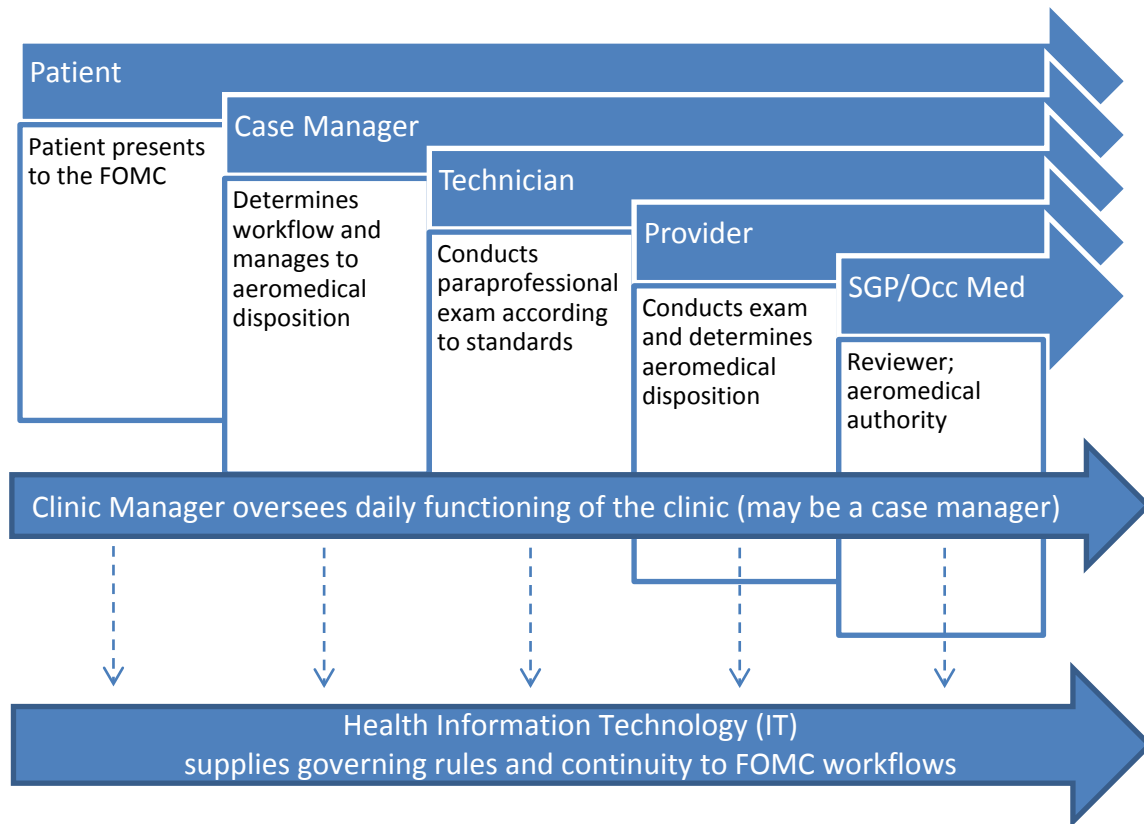 Patient
Patient presents
to the FOMC
Case Manager
Determines
workflow and
manages to
aeromedical
disposition
Technician
Conducts
paraprofessional
exam according
to standards
Provider
Conducts exam
and determines
aeromedical
disposition
SGP/Occ Med
Reviewer;
aeromedical
authority
Clinic Manager oversees daily functioning of the clinic (may be a case manager)
Health Information Technology (IT)
supplies governing rules and continuity to FOMC workflows